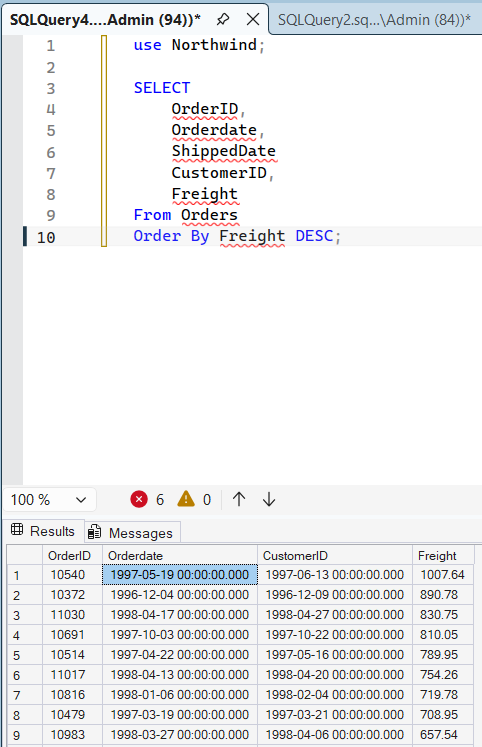 SQLQuery4....Admin (94))* SQLQuery2.sq...\Admin (84))*
1 use Northwind;
2
3 SELECT
4 OrderID,
5 Orderdate,
6 ShippedDate
7 CustomerID,
8 Freight
9 From Orders
10 Order By Freight DESC;
100 % 6 0
Results Messages
OrderID Orderdate CustomerID Freight
1 10540 1997-05-19 00:00:00.000 1997-06-13 00:00:00.000 1007.64
2 10372 1996-12-04 00:00:00.000 1996-12-09 00:00:00.000 890.78
3 11030 1998-04-17 00:00:00.000 1998-04-27 00:00:00.000 830.75
4 10691 1997-10-03 00:00:00.000 1997-10-22 00:00:00.000 810.05
5 10514 1997-04-22 00:00:00.000 1997-05-16 00:00:00.000 789.95
6 11017 1998-04-13 00:00:00.000 1998-04-20 00:00:00.000 754.26
7 10816 1998-01-06 00:00:00.000 1998-02-04 00:00:00.000 719.78
8 10479 1997-03-19 00:00:00.000 1997-03-21 00:00:00.000 708.95
9 10983 1998-03-27 00:00:00.000 1998-04-06 00:00:00.000 657.54